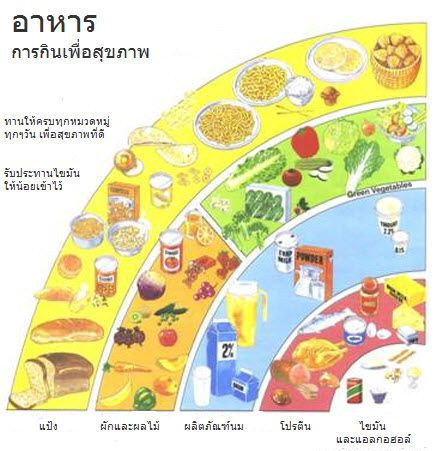 อาหาร
การกินเพื่อสุขภาพ
ทานให้ครบทุกหมวดหมู่
ทุกๆวัน เพื่อสุขภาพที่ดี
รับประทานไขมัน
ให้น้อยเข้าไว้
Green Vegetables
EVAP.
MILK
POWDER
2%
แป้ง
ผักและผลไม้
ผลิตภัณฑ์นม
โปรตีน
ไขมัน
และแอลกอฮอล์